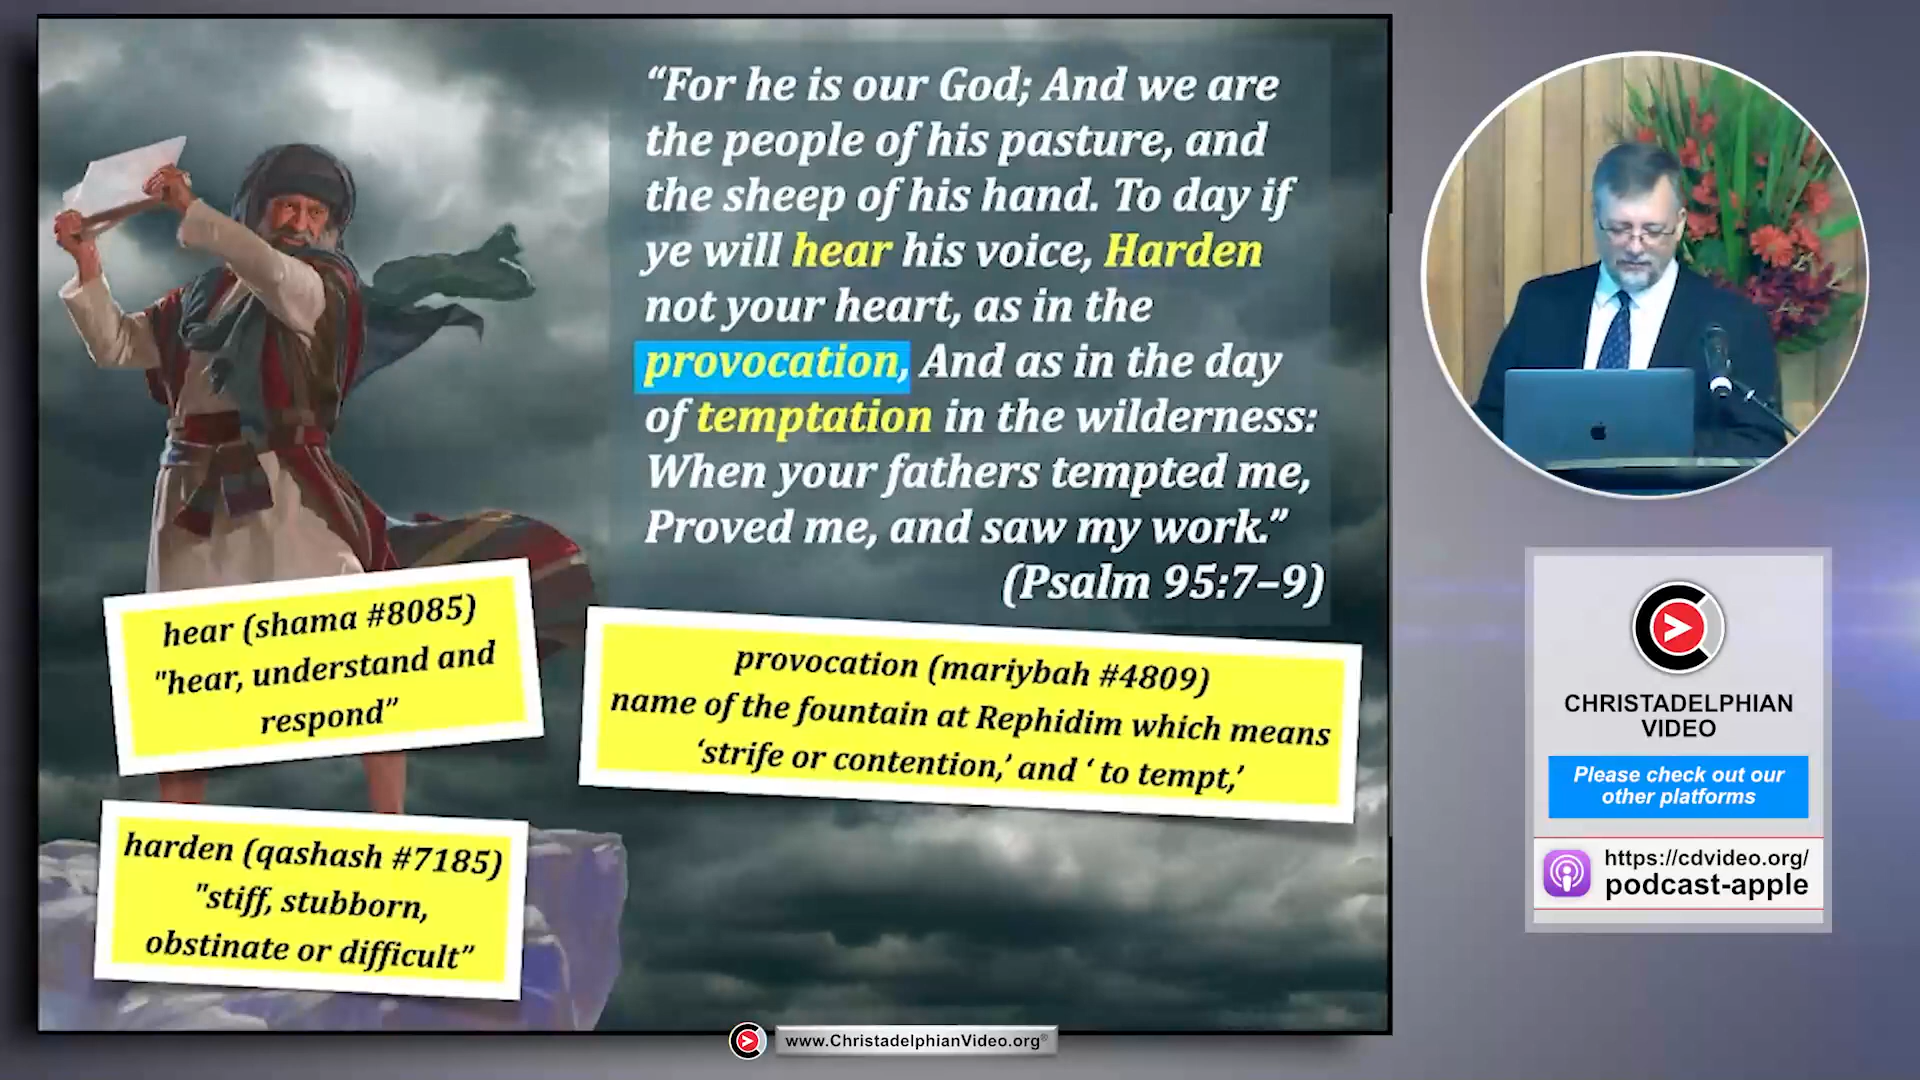 “For he is our God; And we are
the people of his pasture, and
the sheep of his hand. To day if
ye will hear his voice, Harden
not your heart, as in the
provocation, And as in the day
of temptation in the wilderness:
When your fathers tempted me,
Proved me, and saw my work.”
(Psalm 95:7–9)
hear (shama #8085)
"hear, understand and
respond”
provocation (mariybah #4809)
name of the fountain at Rephidim which means
‘strife or contention,’ and ‘ to tempt,’
harden (qashash #7185)
"stiff, stubborn,
obstinate or difficult”
CHRISTADELPHIAN
VIDEO
Please check out our
other platforms
https://cdvideo.org/
podcast-apple
www.ChristadelphianVideo.org®